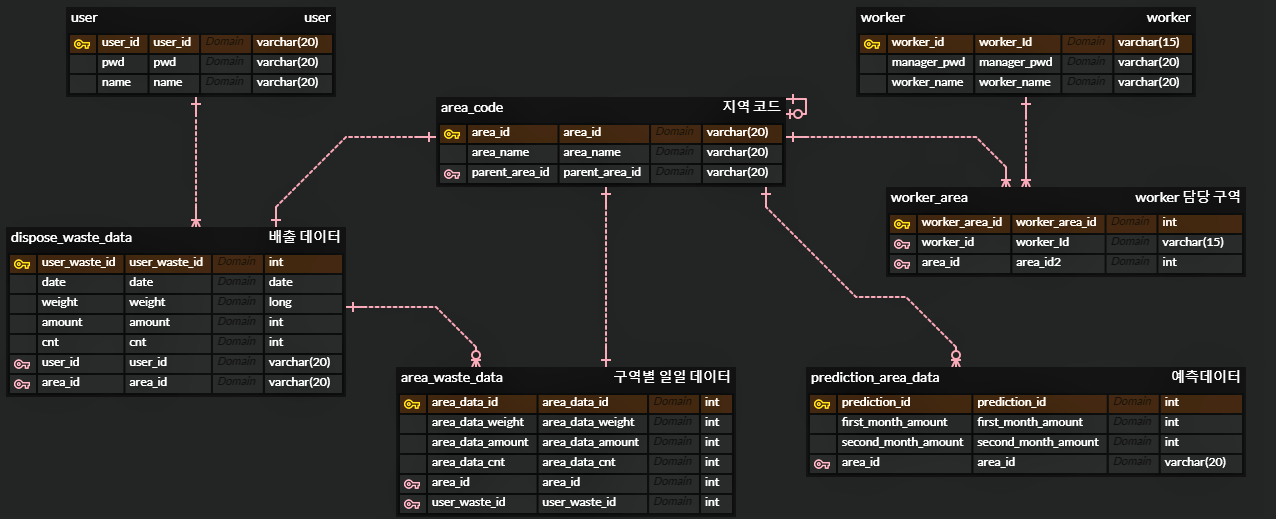 user user
user_id user_id Domain varchar(20)
pwd pwd Domain varchar(20)
name name Domain varchar(20)
worker worker
worker_id worker_Id Domain varchar(15)
manager_pwd manager_pwd Domain varchar(20)
worker_name worker_name Domain varchar(20)
area_code 지역 코드
area_id area_id Domain varchar(20)
area_name area_name Domain varchar(20)
parent_area_id parent_area_id Domain varchar(20)
worker_area worker 담당 구역
worker_area_id worker_area_id Domain int
worker_id worker_Id Domain varchar(15)
area_id area_id2 Domain int
dispose_waste_data 배출 데이터
user_waste_id user_waste_id Domain int
date date Domain date
weight weight Domain long
amount amount Domain int
cnt cnt Domain int
user_id user_id Domain varchar(20)
area_id area_id Domain varchar(20)
area_waste_data 구역별 일일 데이터
area_data_id area_data_id Domain int
area_data_weight area_data_weight Domain int
area_data_amount area_data_amount Domain int
area_data_cnt area_data_cnt Domain int
area_id area_id Domain int
user_waste_id user_waste_id Domain int
prediction_area_data 예측데이터
prediction_id prediction_id Domain int
first_month_amount first_month_amount Domain int
second_month_amount second_month_amount Domain int
area_id area_id Domain varchar(20)